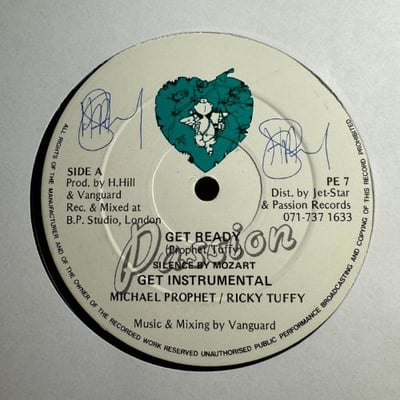 ALL RIGHTS OF THE MANUFACTURER AND OF THE OWNER OF THE RECORDED WORK RESERVED UNAUTHORISED PUBLIC PERFORMANCE BROADCASTING AND COPYING OF THIS RECORD PROHIBITED
SIDE A
Prod. by H.Hill
& Vanguard
Rec. & Mixed at
B.P. Studio, London
PE 7
Dist. by Jet-Star
& Passion Records
071-737 1633
Passion
GET READY
(Prophet/Tuffy)
SILENCE BY MOZART
GET INSTRUMENTAL
MICHAEL PROPHET / RICKY TUFFY
Music & Mixing by Vanguard